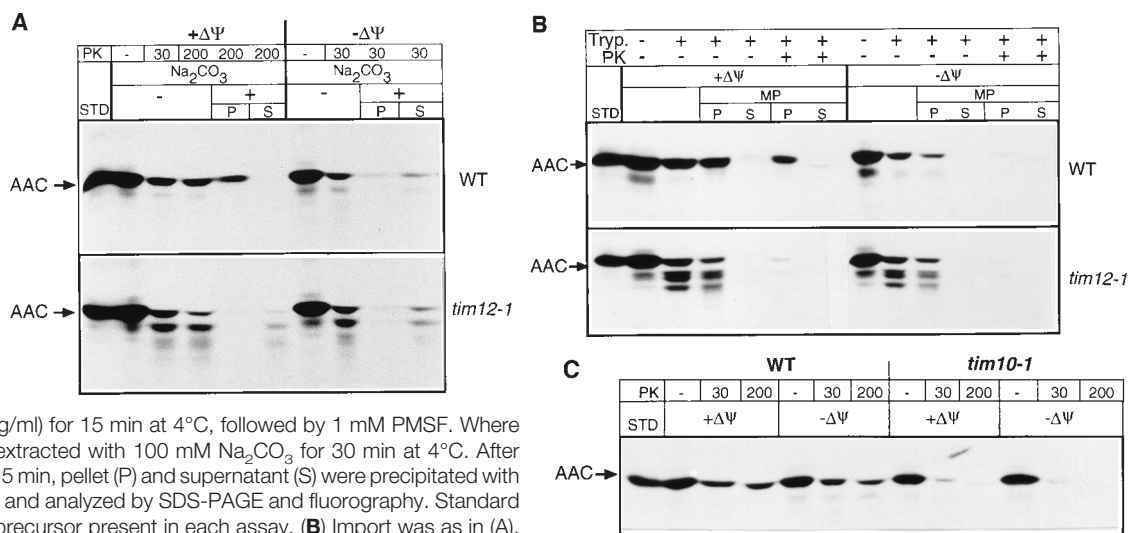 A
+ΔΨ -ΔΨ
PK - 30 200 200 200 - 30 30 30
Na₂CO₃ Na₂CO₃
- + - +
STD P S P S
AAC WT
AAC tim12-1
B
Tryp. - + + - + + - + + + + +
PK - - - - + + - - - - + +
+ΔΨ -ΔΨ
MP MP
STD P S P S P S P S
AAC WT
AAC tim12-1
C
WT tim10-1
PK - 30 200 - 30 200 - 30 200 - 30 200
STD +ΔΨ -ΔΨ +ΔΨ -ΔΨ
AAC
g/ml) for 15 min at 4°C, followed by 1 mM PMSF. Where
extracted with 100 mM Na₂CO₃ for 30 min at 4°C. After
5 min, pellet (P) and supernatant (S) were precipitated with
and analyzed by SDS-PAGE and fluorography. Standard
precursor present in each assay. (B) Import was as in (A).